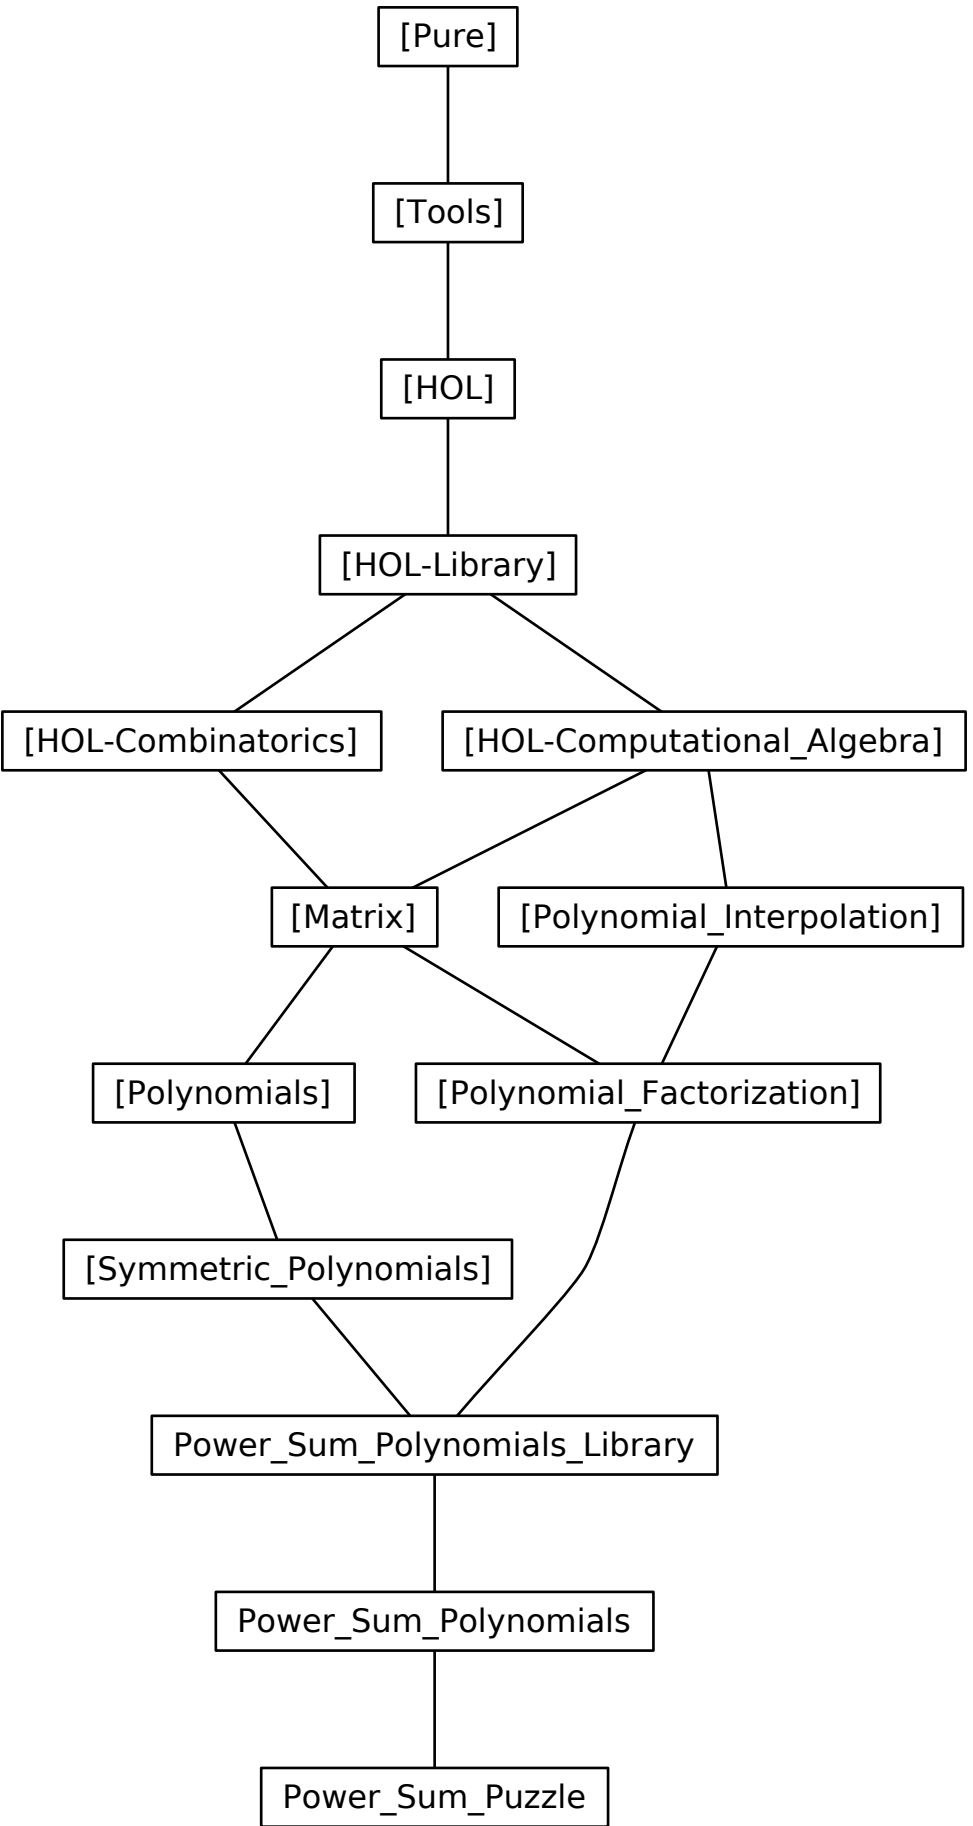 [Pure]
[Tools]
[HOL]
[HOL-Library]
[HOL-Combinatorics]
[HOL-Computational_Algebra]
[Matrix]
[Polynomial_Interpolation]
[Polynomials]
[Polynomial_Factorization]
[Symmetric_Polynomials]
Power_Sum_Polynomials_Library
Power_Sum_Polynomials
Power_Sum_Puzzle